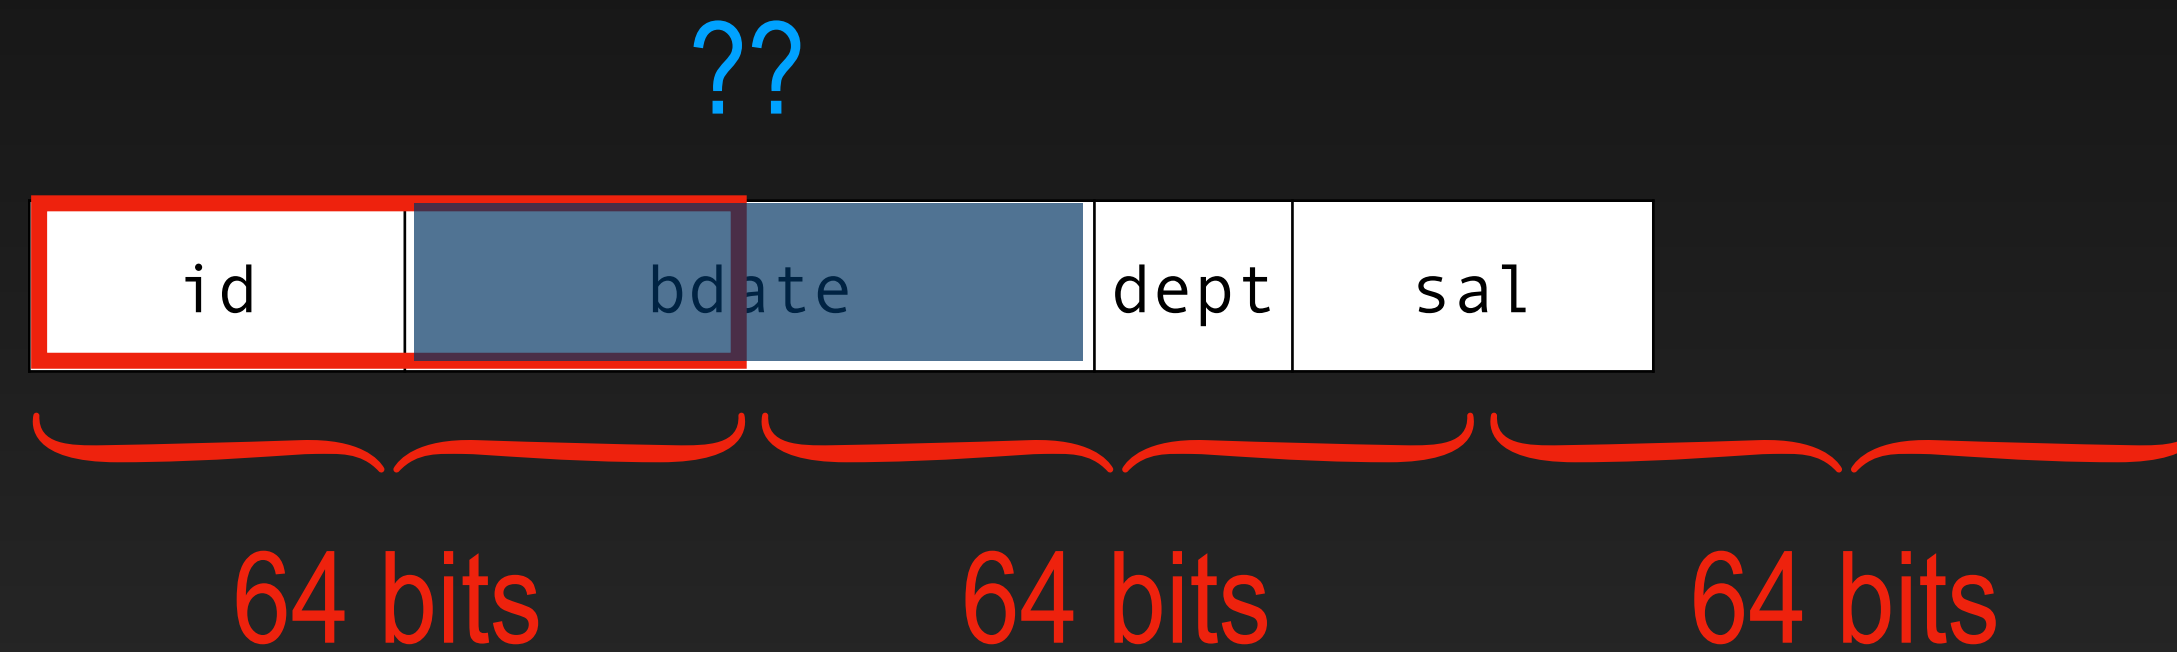 ??
id bdate dept sal
64 bits 64 bits 64 bits